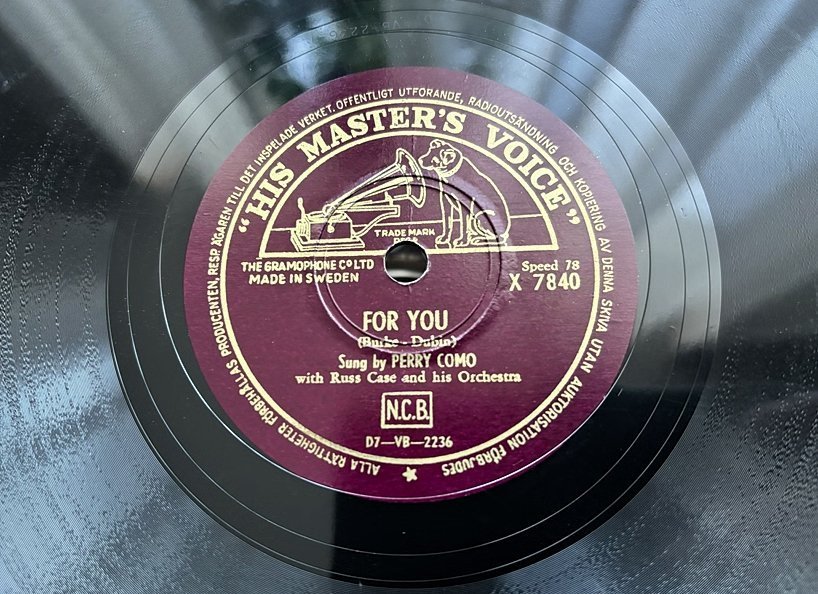 ALLA RÄTTIGHETER FÖRBEHÅLLAS PRODUCENTEN, RESP. ÄGAREN TILL DET INSPELADE VERKET. OFFENTLIGT UTFÖRANDE, RADIOUTSÄNDNING OCH KOPIERING AV DENNA SKIVA UTAN AUKTORISATION FÖRBJUDES
"HIS MASTER'S VOICE"
TRADE MARK
THE GRAMOPHONE Co LTD
MADE IN SWEDEN
Speed 78
X 7840
FOR YOU
(Burke - Dubin)
Sung by PERRY COMO
with Russ Case and his Orchestra
N.C.B.
D7—VB—2236